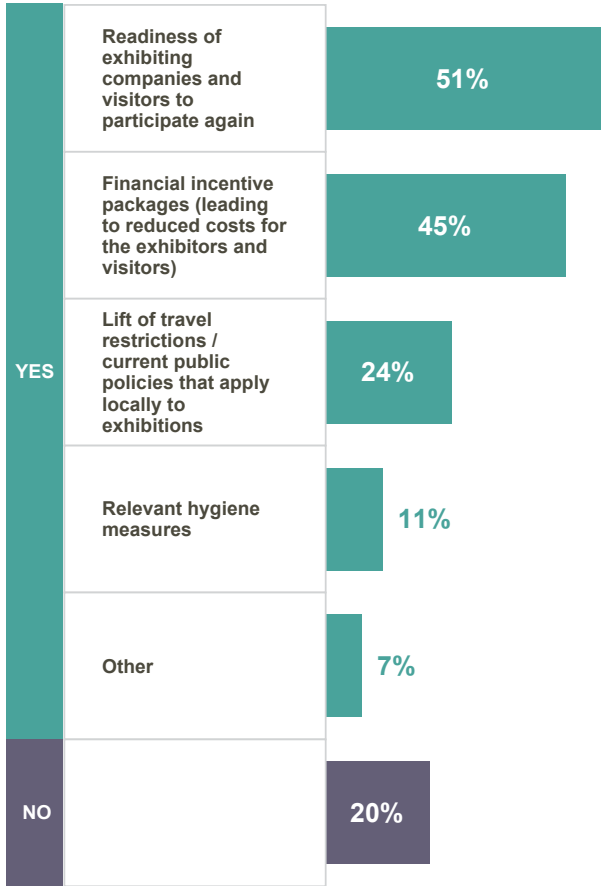 YES
Readiness of
exhibiting
companies and
visitors to
participate again
51%
Financial incentive
packages (leading
to reduced costs for
the exhibitors and
visitors)
45%
Lift of travel
restrictions /
current public
policies that apply
locally to
exhibitions
24%
Relevant hygiene
measures
11%
Other
7%
NO
20%